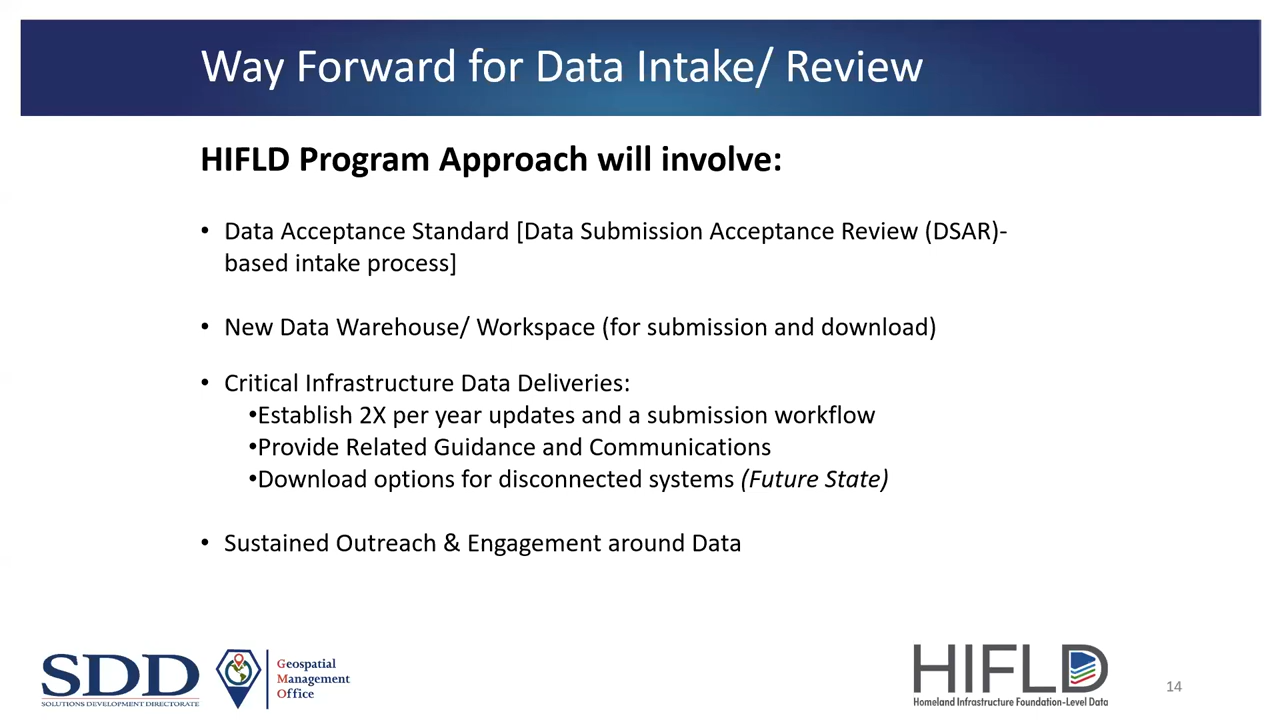 Way Forward for Data Intake/ Review
HIFLD Program Approach will involve:
• Data Acceptance Standard [Data Submission Acceptance Review (DSAR)-
based intake process]
• New Data Warehouse/ Workspace (for submission and download)
• Critical Infrastructure Data Deliveries:
•Establish 2X per year updates and a submission workflow
•Provide Related Guidance and Communications
•Download options for disconnected systems (Future State)
• Sustained Outreach & Engagement around Data
SDD
SOLUTIONS DEVELOPMENT DIRECTORATE
Geospatial
Management
Office
HIFLD
Homeland Infrastructure Foundation-Level Data
14